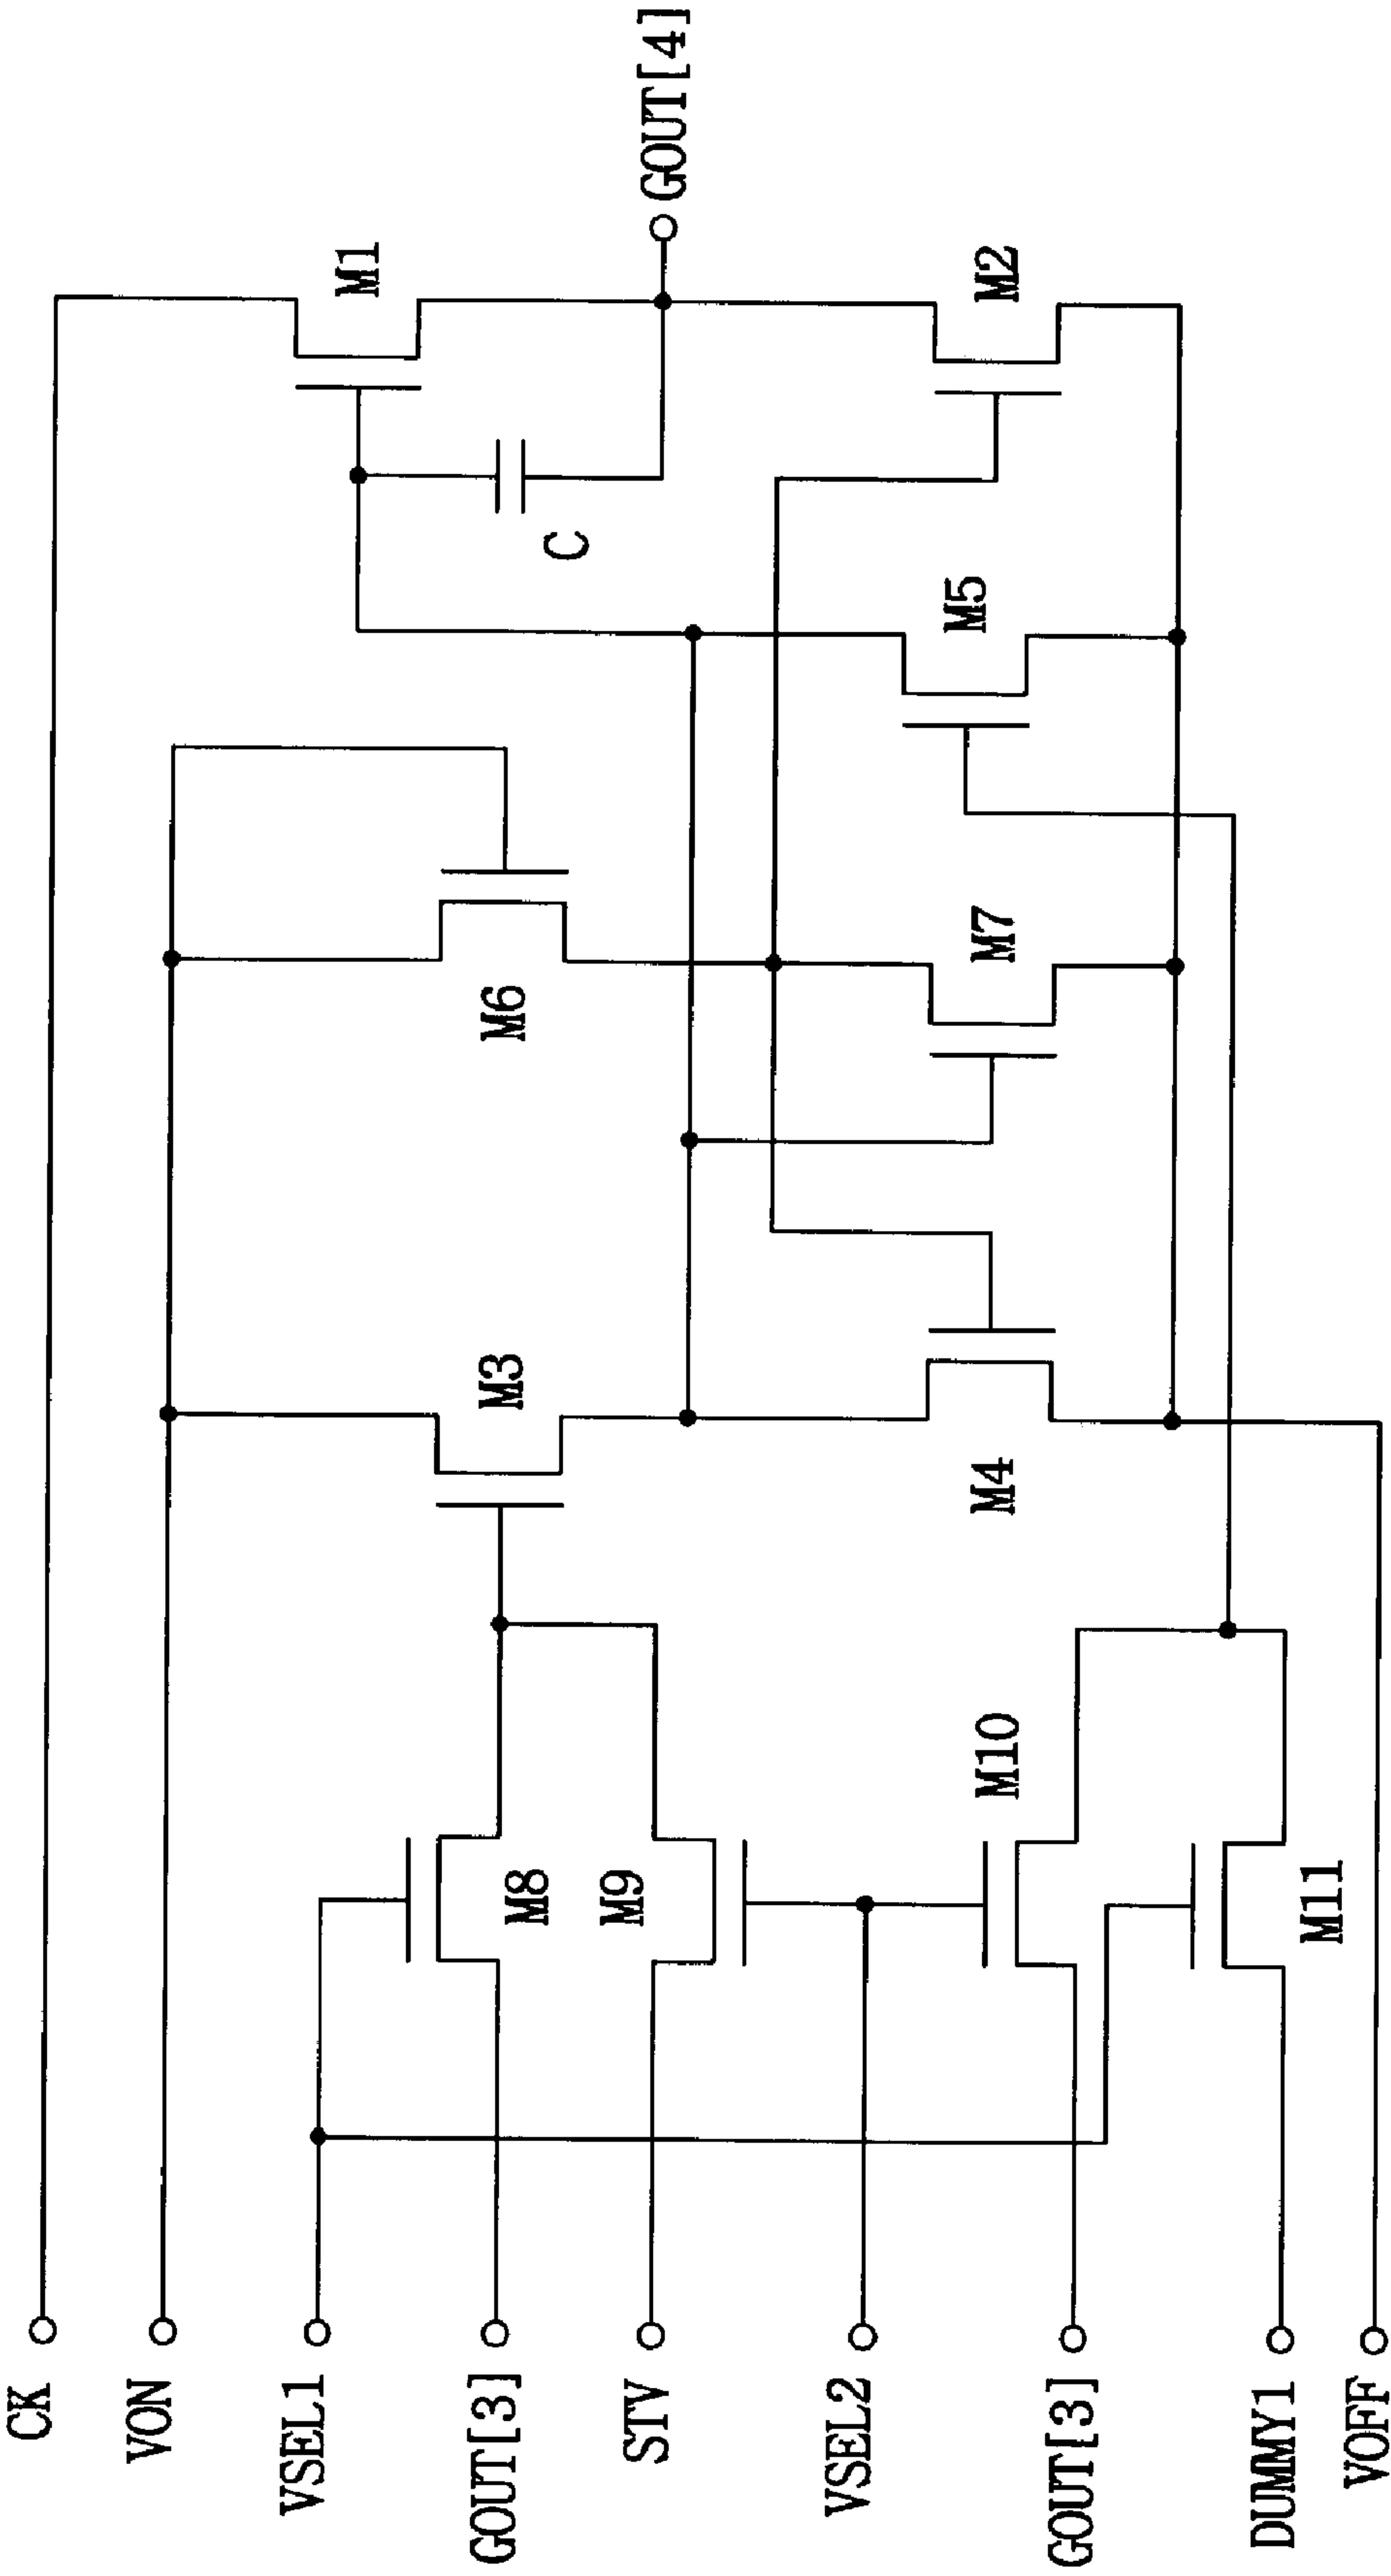 CK
VON
VSEL1
GOUT[3]
STV
VSEL2
GOUT[3]
DUMMY1
VOFF
M8
M9
M10
M11
M3
M4
M6
M7
M5
C
M1
M2
GOUT[4]